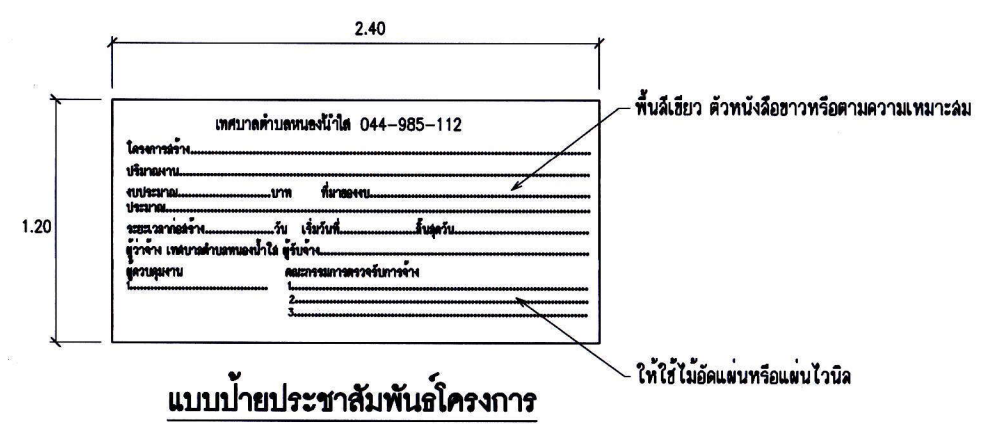 2.40
พื้นสีเขียว ตัวหนังสือขาวหรือตามความเหมาะสม
เทศบาลตำบลหนองน้ำใส 044-985-112
โครงการสร้าง
ปริมาณงาน
งบประมาณ บาท ที่มาของงบ
ประมาณ
1.20
ระยะเวลาก่อสร้าง วัน เริ่มวันที่ สิ้นสุดวัน
ผู้ว่าจ้าง เทศบาลตำบลหนองน้ำใส ผู้รับจ้าง
ผู้ควบคุมงาน คณะกรรมการตรวจรับการจ้าง
1. 1.
2.
3.
ให้ใช้ไม้อัดแผ่นหรือแผ่นไวนิล
แบบป้ายประชาสัมพันธ์โครงการ